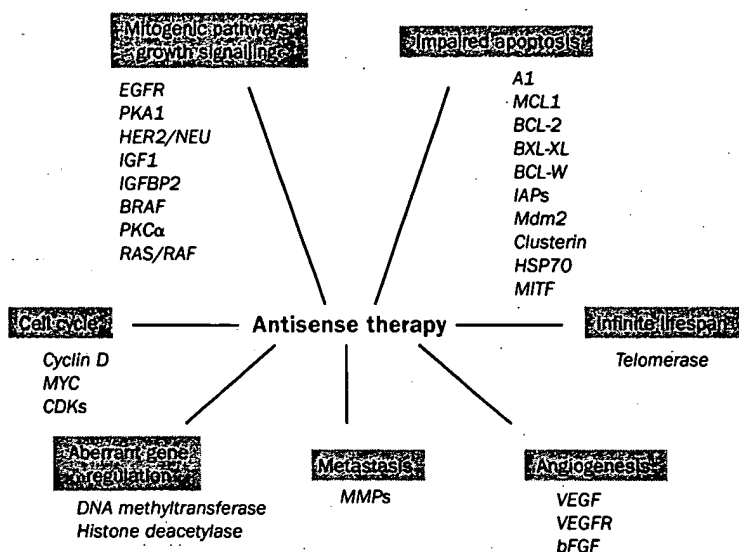 Mitogenic pathways
growth signalling
EGFR
PKA1
HER2/NEU
IGF1
IGFBP2
BRAF
PKCα
RAS/RAF
Impaired apoptosis
A1
MCL1
BCL-2
BXL-XL
BCL-W
IAPs
Mdm2
Clusterin
HSP70
MITF
Cell cycle
Cyclin D
MYC
CDKs
Antisense therapy
Infinite lifespan
Telomerase
Aberrant gene
regulation
DNA methyltransferase
Histone deacetylase
Metastasis
MMPs
Angiogenesis
VEGF
VEGFR
bFGF